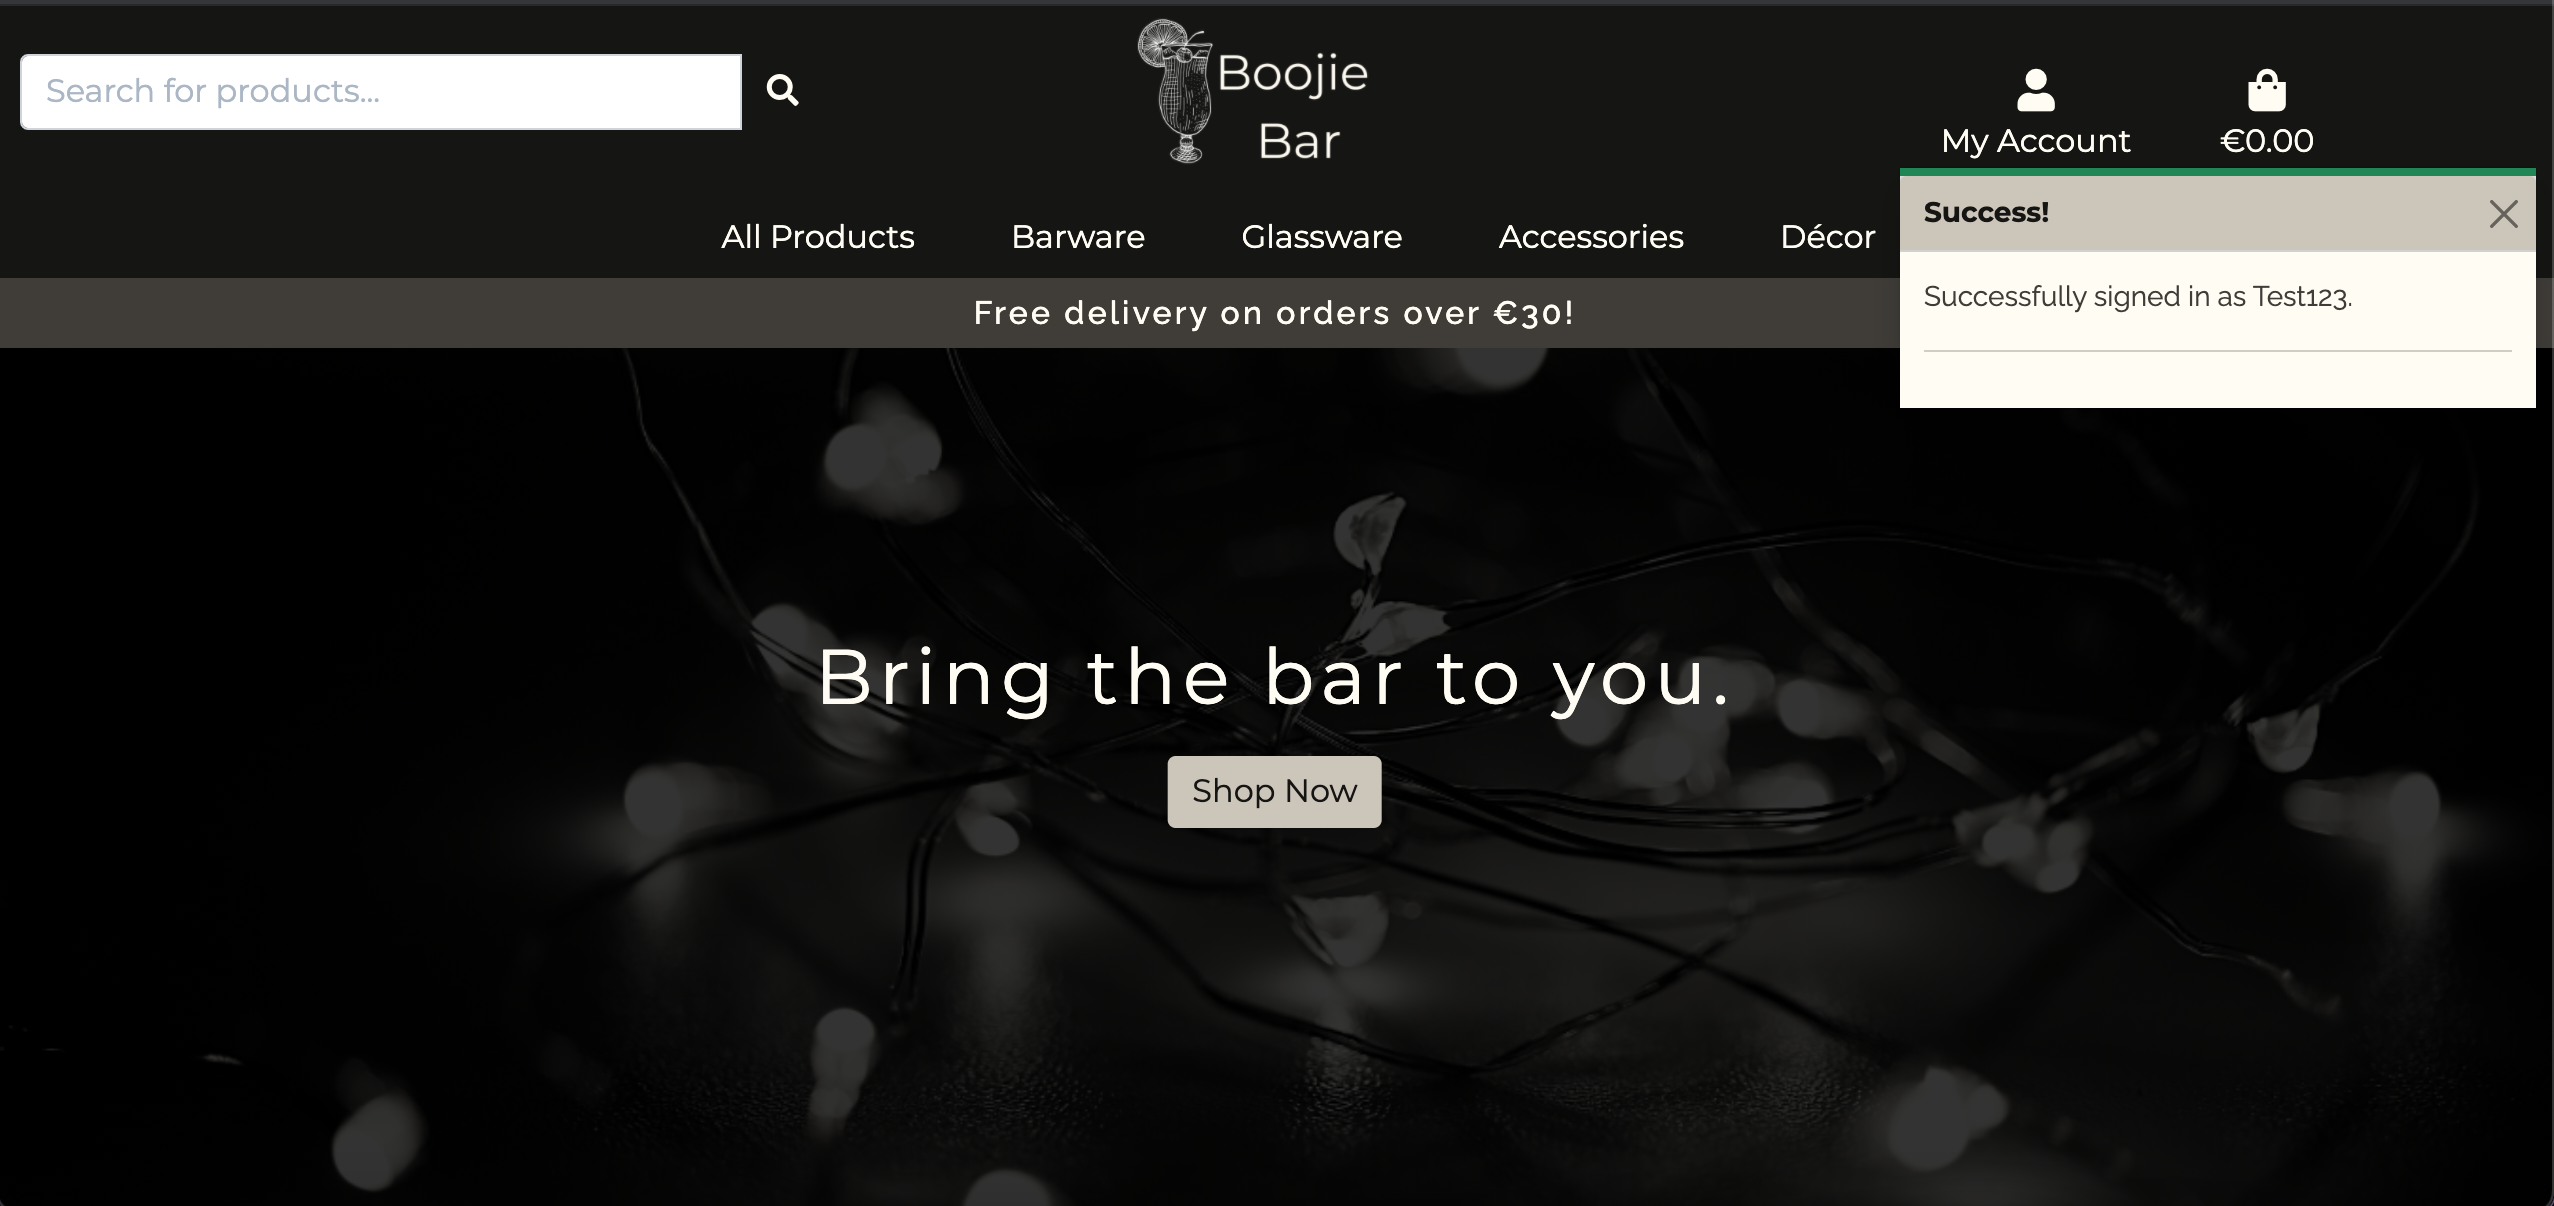 Search for products...
Boojie
Bar
My Account
€0.00
All Products
Barware
Glassware
Accessories
Décor
Success!
Successfully signed in as Test123.
Free delivery on orders over €30!
Bring the bar to you.
Shop Now